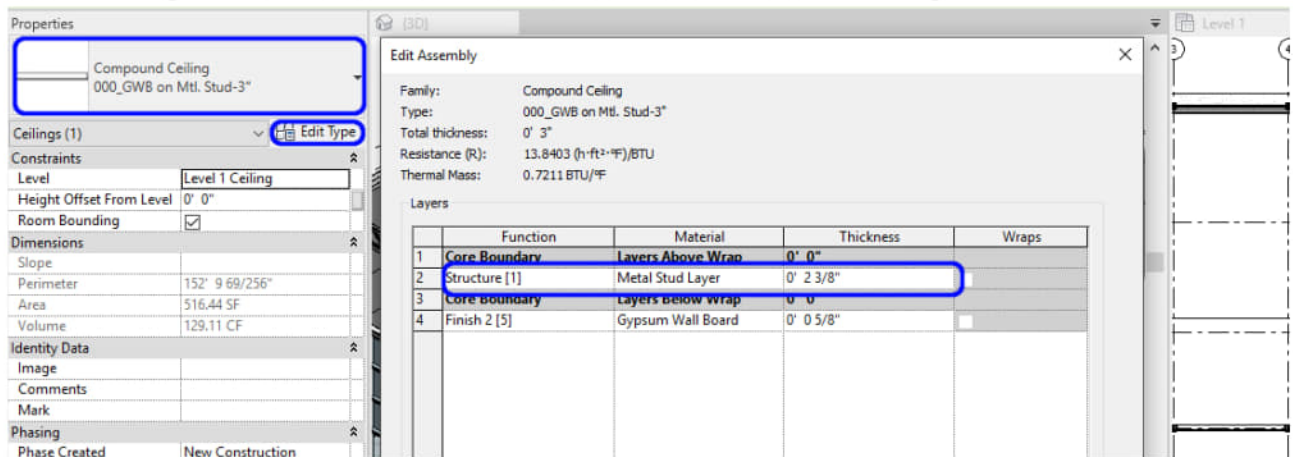 Properties
Compound Ceiling
000_GWB on Mtl. Stud-3"
Ceilings (1)
Edit Type
Constraints
Level Level 1 Ceiling
Height Offset From Level 0' 0"
Room Bounding
Dimensions
Slope
Perimeter 152' 9 69/256"
Area 516.44 SF
Volume 129.11 CF
Identity Data
Image
Comments
Mark
Phasing
Phase Created New Construction
{3D}
Edit Assembly
Family: Compound Ceiling
Type: 000_GWB on Mtl. Stud-3"
Total thickness: 0' 3"
Resistance (R): 13.8403 (h·ft²·°F)/BTU
Thermal Mass: 0.7211 BTU/°F
Layers
Function Material Thickness Wraps
1 Core Boundary Layers Above Wrap 0' 0"
2 Structure [1] Metal Stud Layer 0' 2 3/8"
3 Core Boundary Layers Below Wrap 0' 0"
4 Finish 2 [5] Gypsum Wall Board 0' 0 5/8"
Level 1
3
4